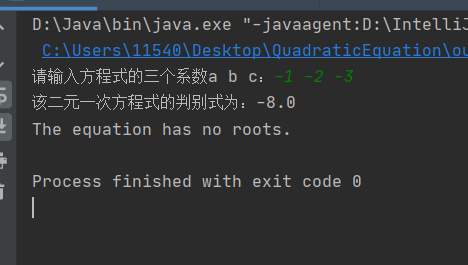 D:\Java\bin\java.exe "-javaagent:D:\IntelliJ
C:\Users\11540\Desktop\QuadraticEquation\ou
请输入方程式的三个系数a b c：-1 -2 -3
该二元一次方程式的判别式为：-8.0
The equation has no roots.
Process finished with exit code 0